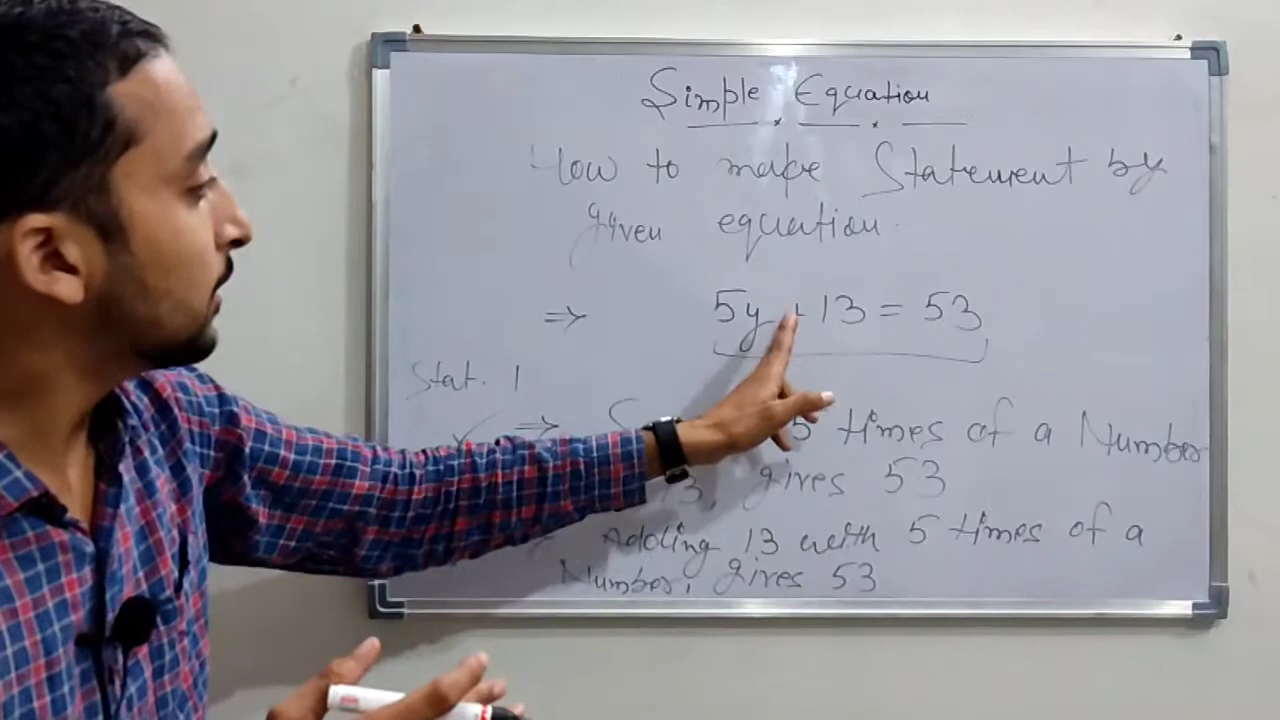 Simple Equation
How to make Statement by
given equation.
⇒ 5y + 13 = 53
Stat. 1
⇒ 5 times of a Number
13, gives 53
Adding 13 with 5 times of a
Number, gives 53